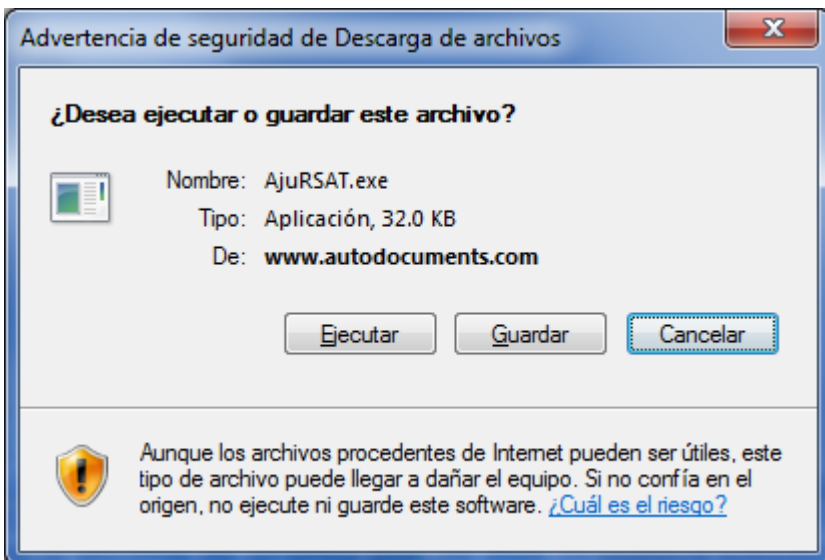 Advertencia de seguridad de Descarga de archivos
¿Desea ejecutar o guardar este archivo?
Nombre: AjuRSAT.exe
Tipo: Aplicación, 32.0 KB
De: www.autodocuments.com
Ejecutar Guardar Cancelar
Aunque los archivos procedentes de Internet pueden ser útiles, este
tipo de archivo puede llegar a dañar el equipo. Si no confía en el
origen, no ejecute ni guarde este software. ¿Cuál es el riesgo?